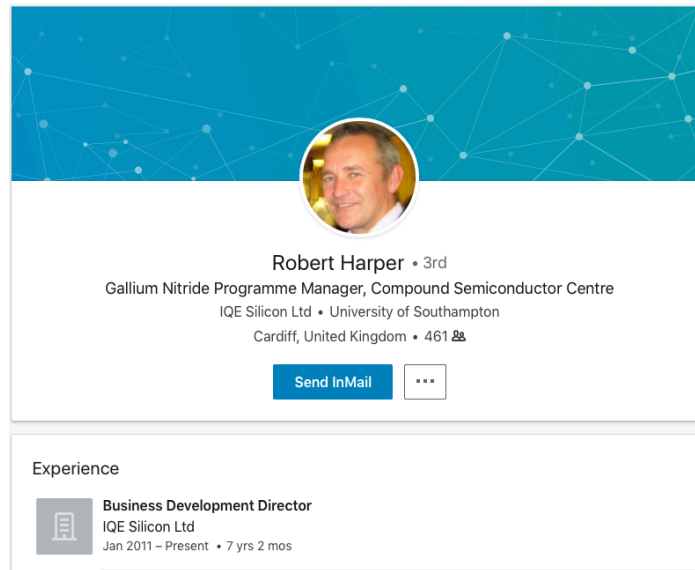 Robert Harper • 3rd
Gallium Nitride Programme Manager, Compound Semiconductor Centre
IQE Silicon Ltd • University of Southampton
Cardiff, United Kingdom • 461
Send InMail
Experience
Business Development Director
IQE Silicon Ltd
Jan 2011 – Present • 7 yrs 2 mos